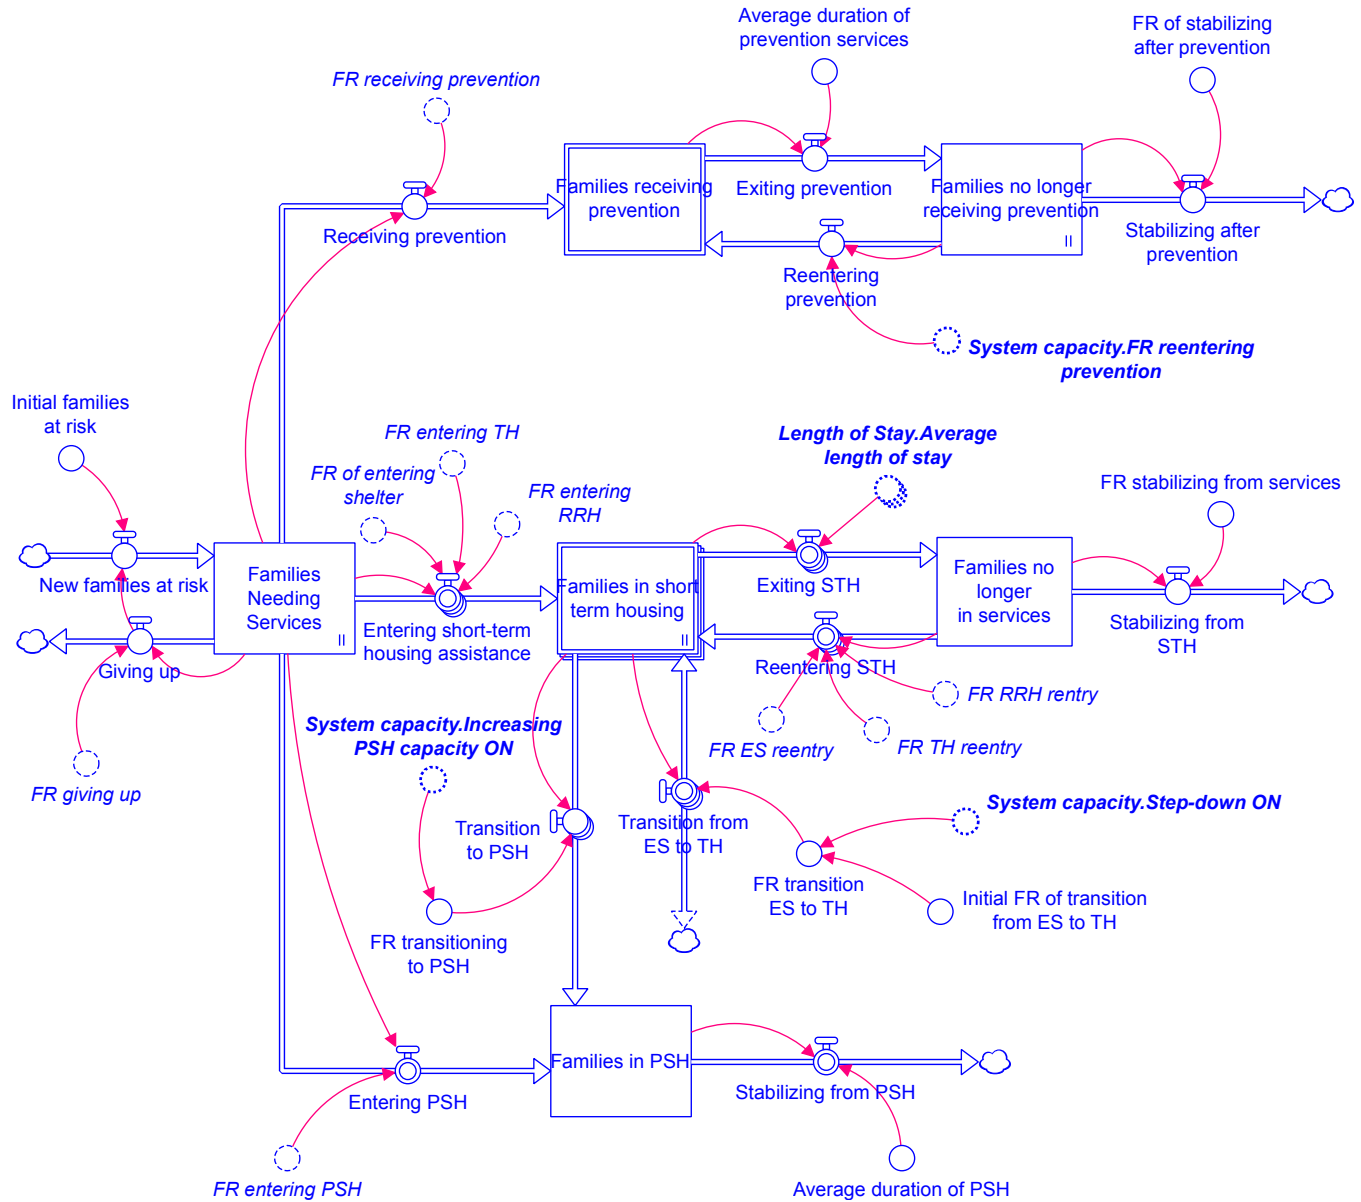 Average duration of
prevention services
FR of stabilizing
after prevention
FR receiving prevention
Families receiving
prevention
Exiting prevention
Families no longer
receiving prevention
Receiving prevention
Stabilizing after
prevention
Reentering
prevention
System capacity.FR reentering
prevention
Initial families
at risk
FR entering TH
FR of entering
shelter
FR entering
RRH
Length of Stay.Average
length of stay
FR stabilizing from services
New families at risk
Families
Needing
Services
Entering short-term
housing assistance
Families in short
term housing
Exiting STH
Families no
longer
in services
Stabilizing from
STH
Giving up
Reentering STH
FR RRH rentry
FR ES reentry
FR TH reentry
System capacity.Increasing
PSH capacity ON
FR giving up
System capacity.Step-down ON
Transition
to PSH
Transition from
ES to TH
FR transition
ES to TH
Initial FR of transition
from ES to TH
FR transitioning
to PSH
Families in PSH
Entering PSH
Stabilizing from PSH
FR entering PSH
Average duration of PSH